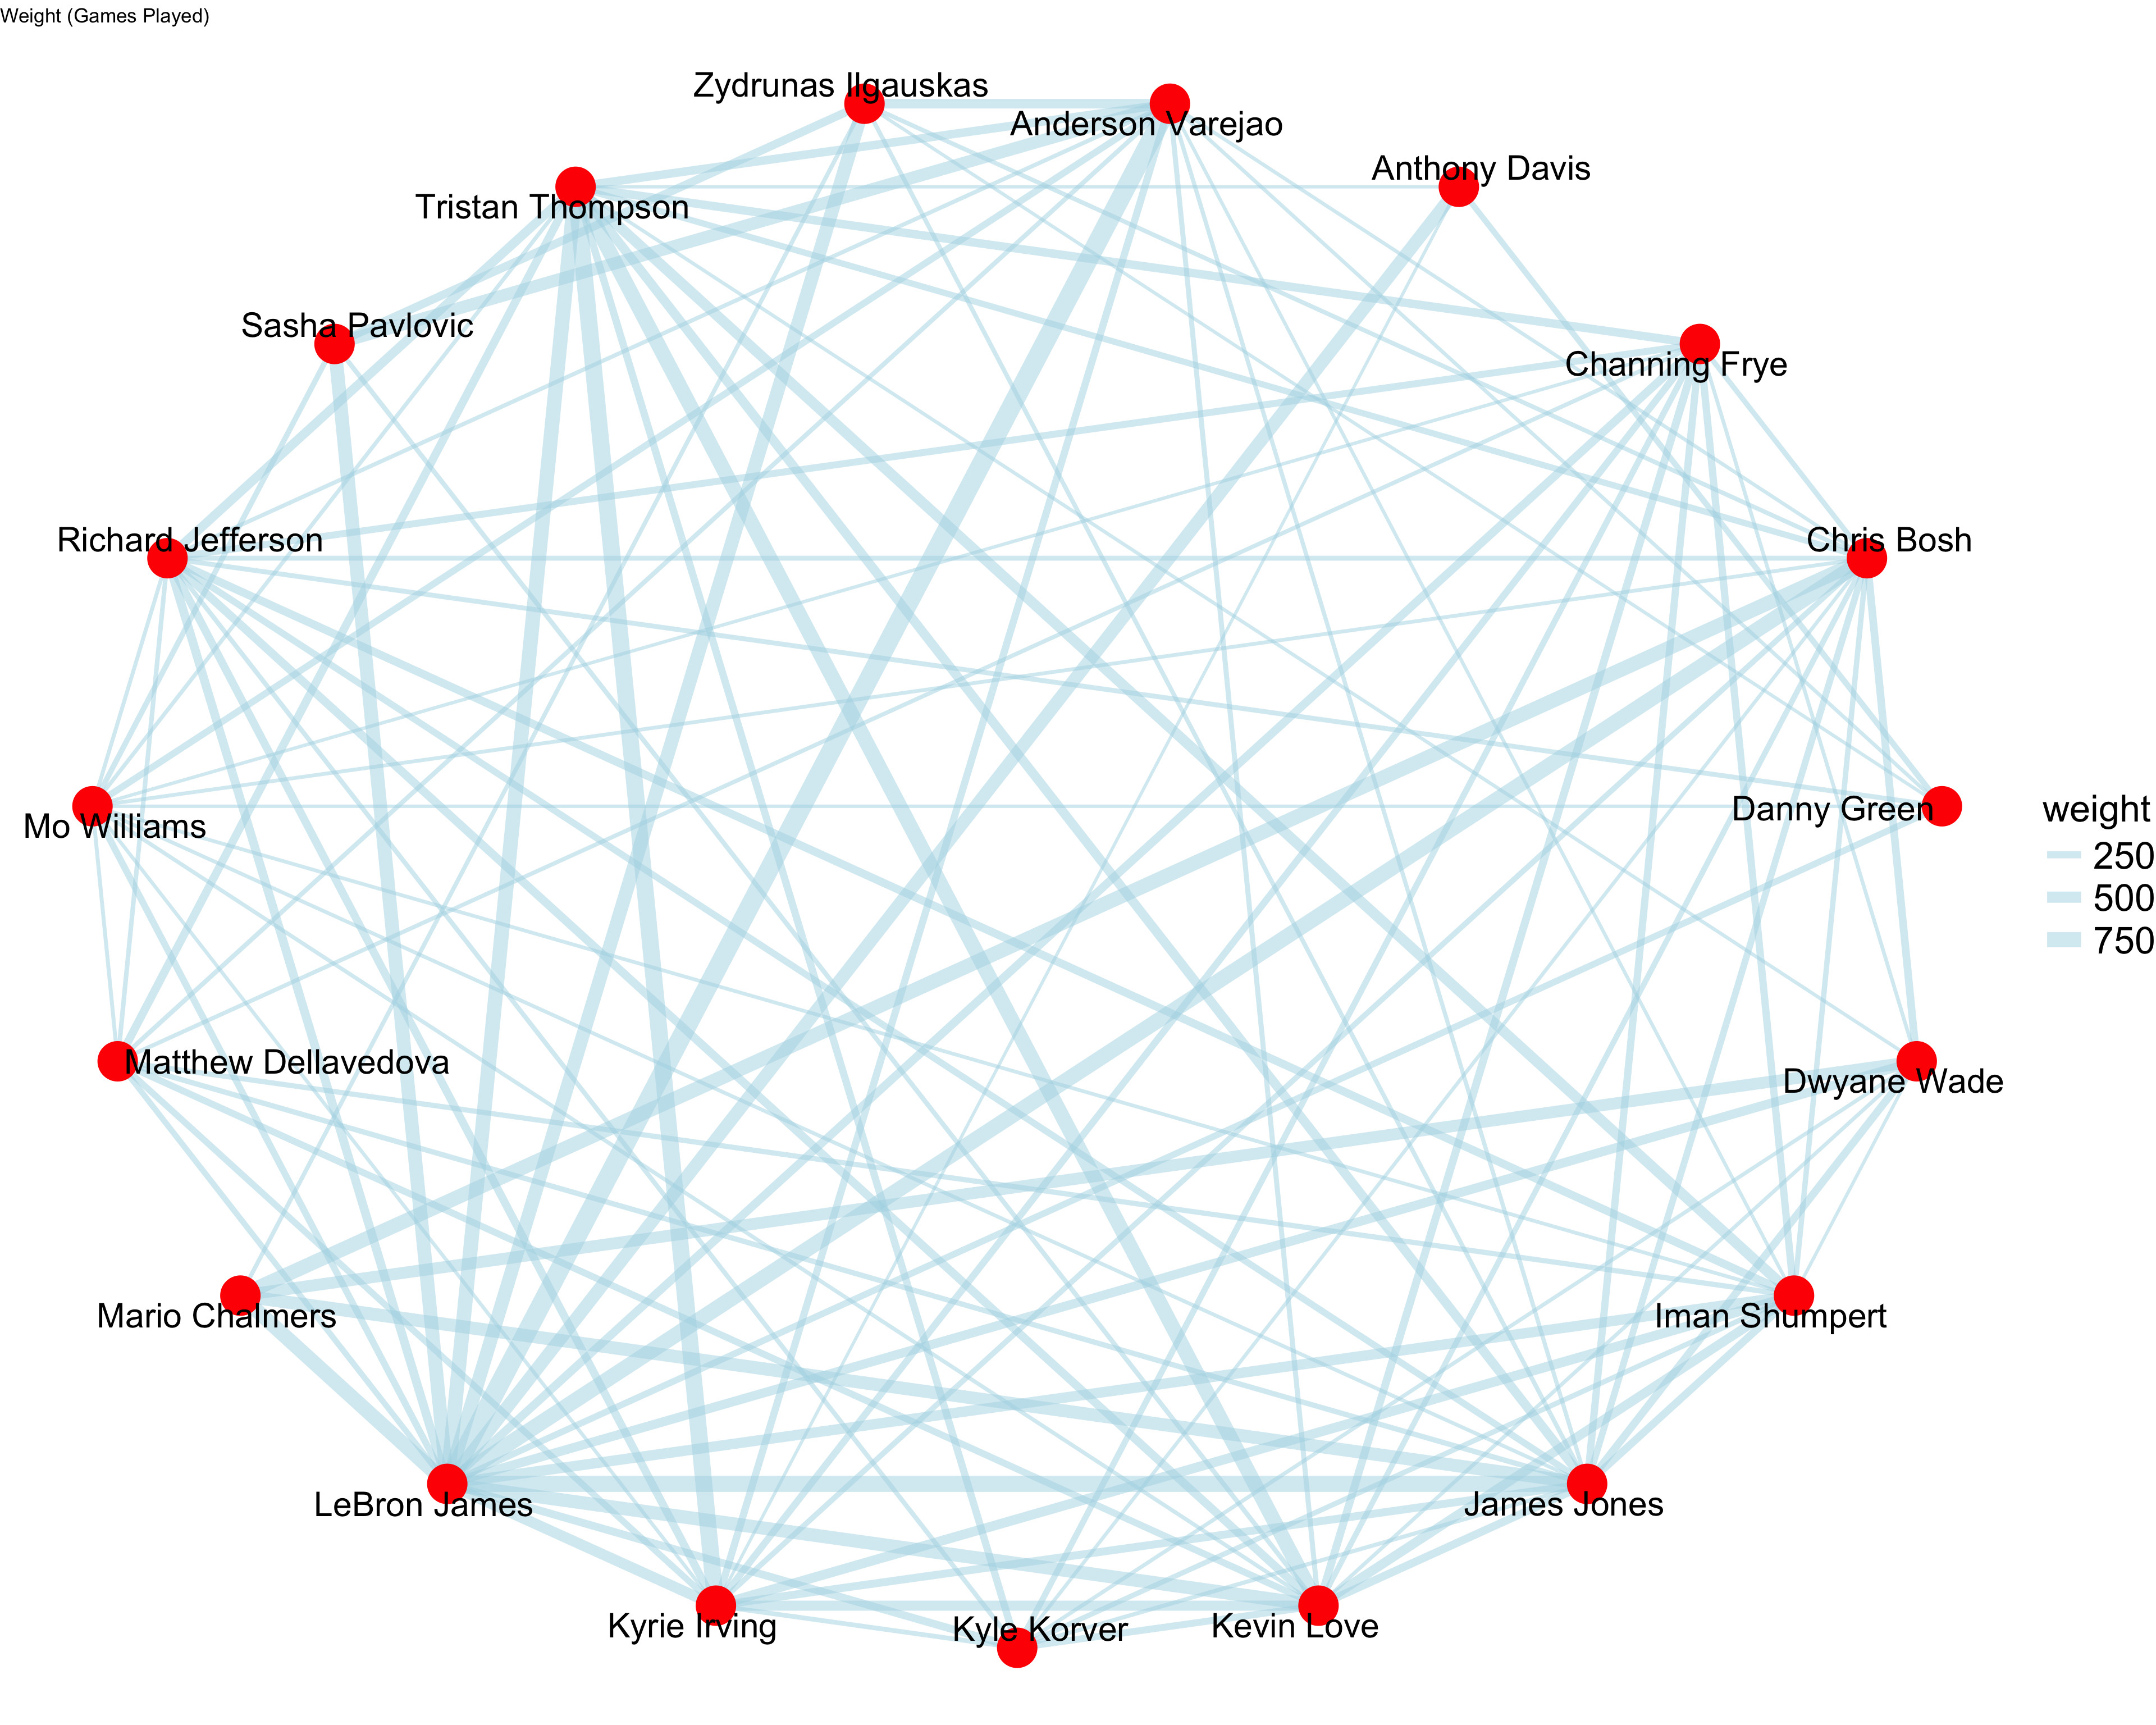 Weight (Games Played)
Zydrunas Ilgauskas
Anderson Varejao
Anthony Davis
Tristan Thompson
Sasha Pavlovic
Channing Frye
Richard Jefferson
Chris Bosh
Mo Williams
Danny Green
weight
250
500
750
Matthew Dellavedova
Dwyane Wade
Mario Chalmers
Iman Shumpert
LeBron James
James Jones
Kyrie Irving
Kyle Korver
Kevin Love